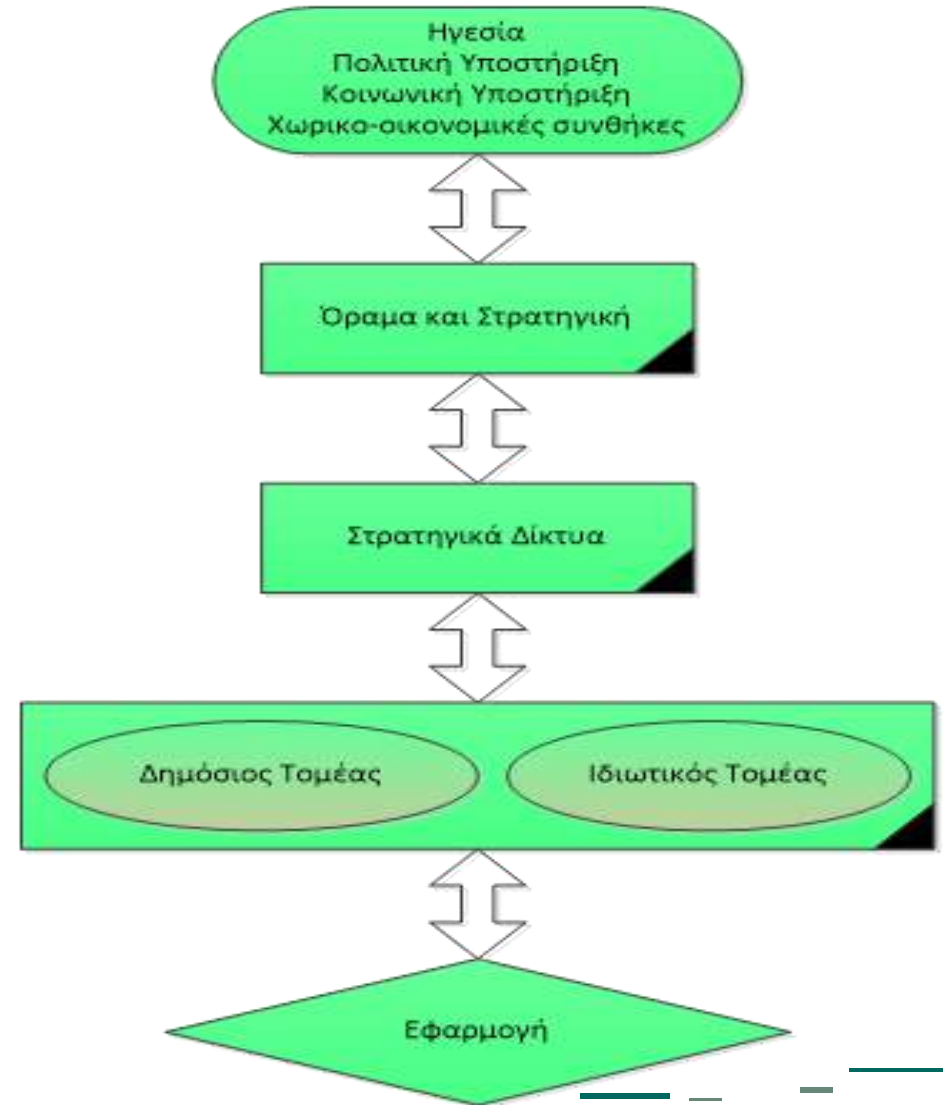 Ηγεσία
Πολιτική Υποστήριξη
Κοινωνική Υποστήριξη
Χωρικο-οικονομικές συνθήκες
Όραμα και Στρατηγική
Στρατηγικά Δίκτυα
Δημόσιος Τομέας
Ιδιωτικός Τομέας
Εφαρμογή